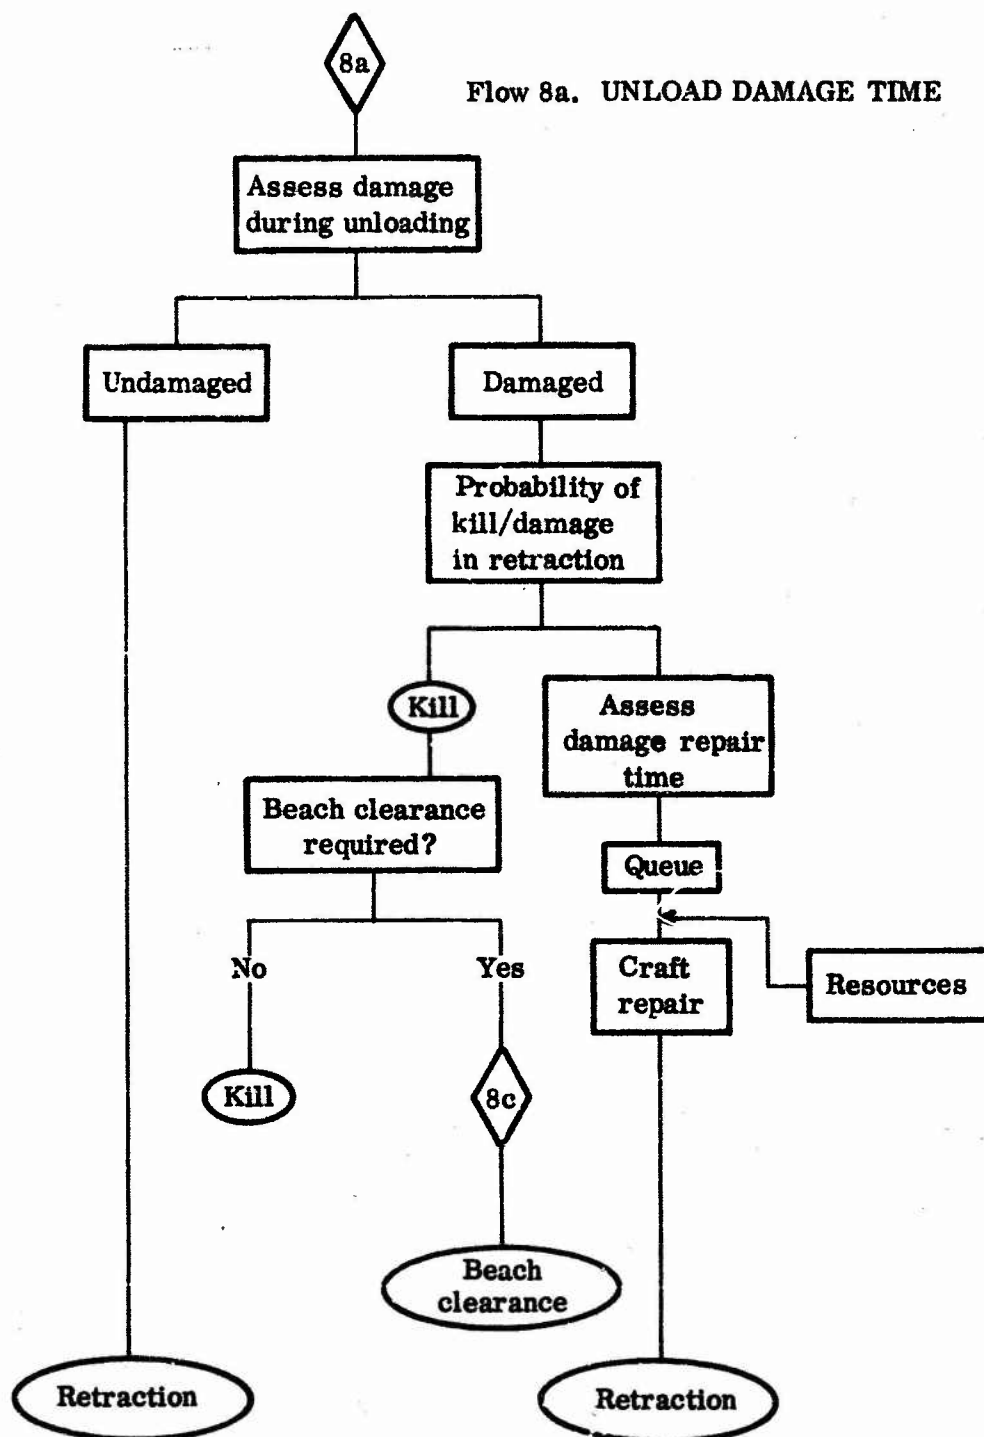 8a
Flow 8a. UNLOAD DAMAGE TIME
Assess damage
during unloading
Undamaged
Damaged
Probability of
kill/damage
in retraction
Kill
Assess
damage repair
time
Beach clearance
required?
Queue
No
Yes
Craft
repair
Resources
Kill
8c
Beach
clearance
Retraction
Retraction